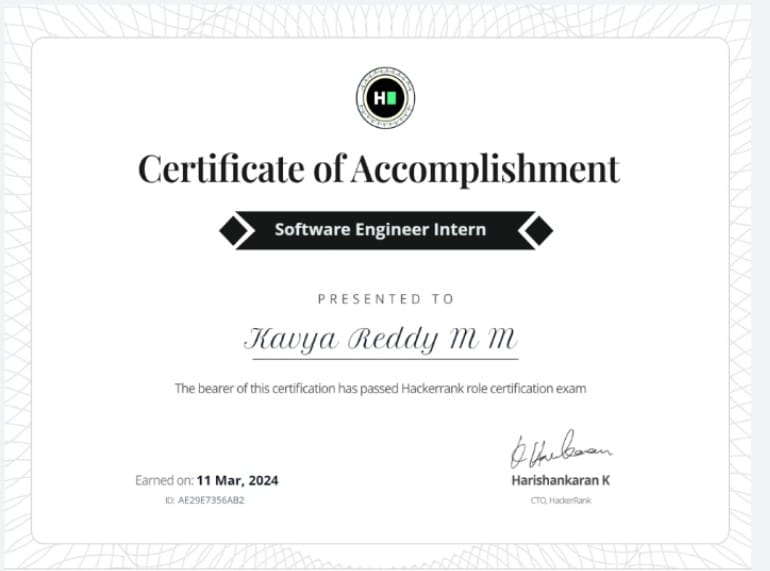 H
Certificate of Accomplishment
Software Engineer Intern
PRESENTED TO
Kavya Reddy M M
The bearer of this certification has passed Hackerrank role certification exam
Earned on: 11 Mar, 2024
ID: AE29E7356AB2
Harishankaran K
CTO, HackerRank